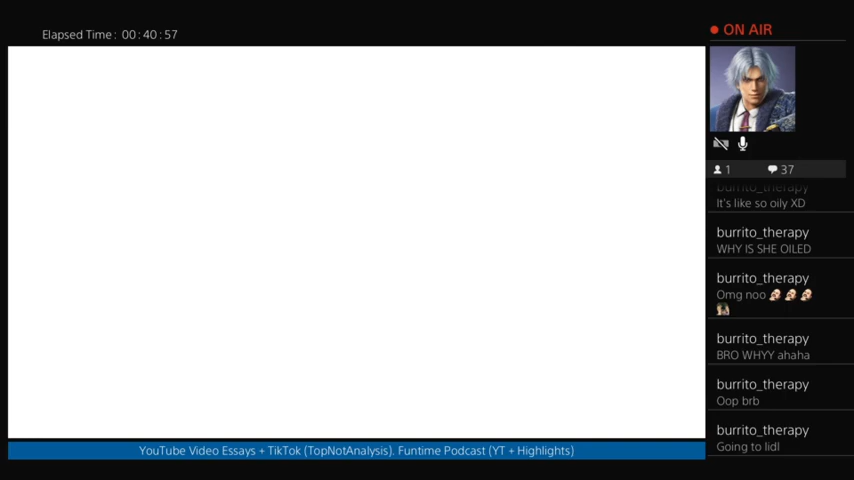 Elapsed Time: 00:40:57
ON AIR
1 37
burrito_therapy
It's like so oily XD
burrito_therapy
WHY IS SHE OILED
burrito_therapy
Omg noo
burrito_therapy
BRO WHYY ahaha
burrito_therapy
Oop brb
burrito_therapy
Going to lidl
YouTube Video Essays + TikTok (TopNotAnalysis). Funtime Podcast (YT + Highlights)